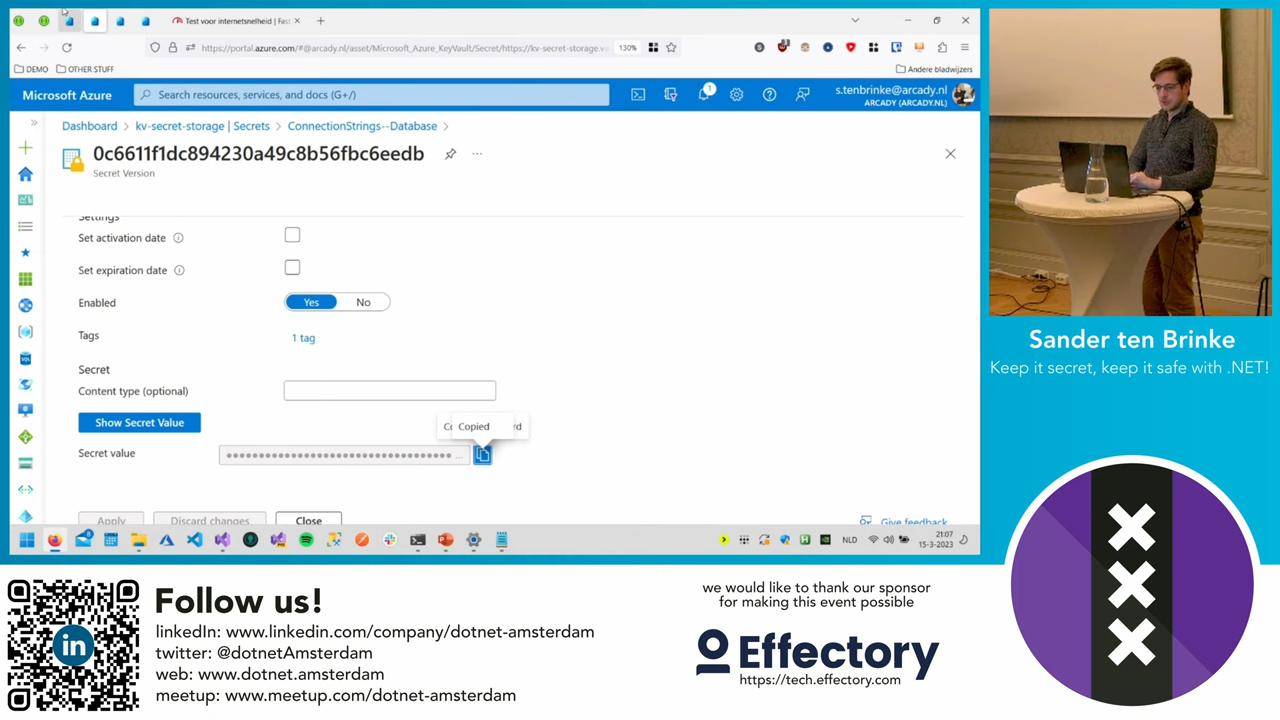 Test voor internetsnelheid | Fast
https://portal.azure.com/#@arcady.nl/asset/Microsoft_Azure_KeyVault/Secret/https://kv-secret-storage.v
130%
DEMO
OTHER STUFF
Andere bladwijzers
Microsoft Azure
Search resources, services, and docs (G+/)
1
s.tenbrinke@arcady.nl
ARCADY (ARCADY.NL)
Dashboard > kv-secret-storage | Secrets > ConnectionStrings--Database >
0c6611f1dc894230a49c8b56fbc6eedb
Secret Version
Settings
Set activation date
Set expiration date
Enabled
Yes
No
Tags
1 tag
Secret
Content type (optional)
Show Secret Value
Copied
Secret value
Apply
Discard changes
Close
Give feedback
NLD
21:07
15-3-2023
Sander ten Brinke
Keep it secret, keep it safe with .NET!
Follow us!
linkedIn: www.linkedin.com/company/dotnet-amsterdam
twitter: @dotnetAmsterdam
web: www.dotnet.amsterdam
meetup: www.meetup.com/dotnet-amsterdam
in
we would like to thank our sponsor
for making this event possible
Effectory
https://tech.effectory.com